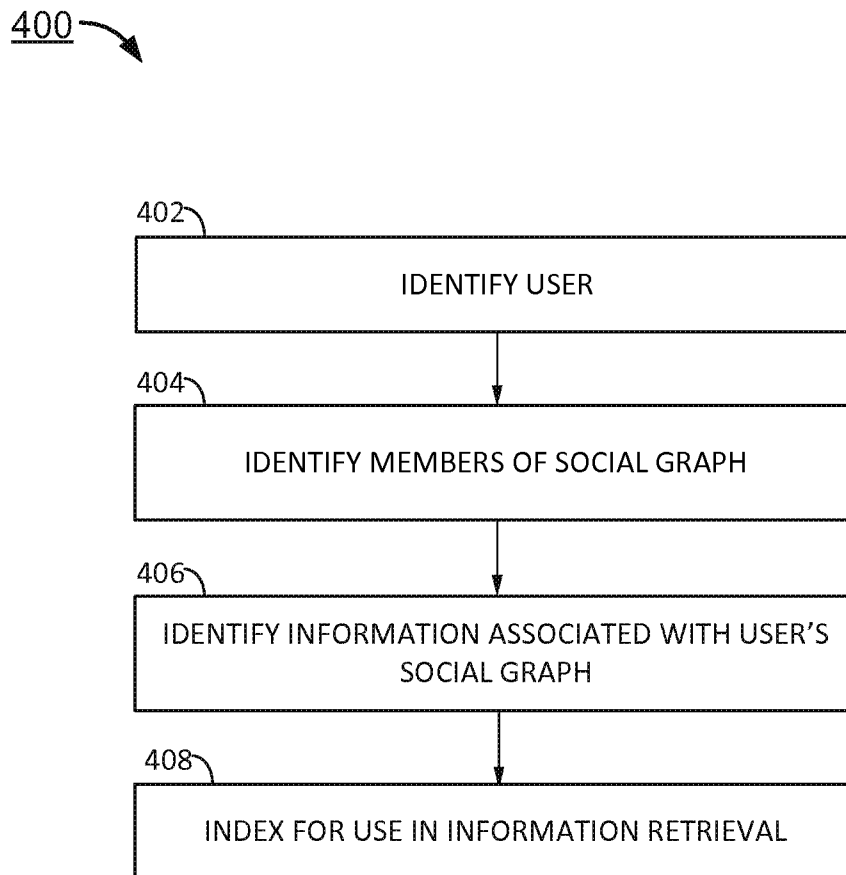 400
402
IDENTIFY USER
404
IDENTIFY MEMBERS OF SOCIAL GRAPH
406
IDENTIFY INFORMATION ASSOCIATED WITH USER’S
SOCIAL GRAPH
408
INDEX FOR USE IN INFORMATION RETRIEVAL